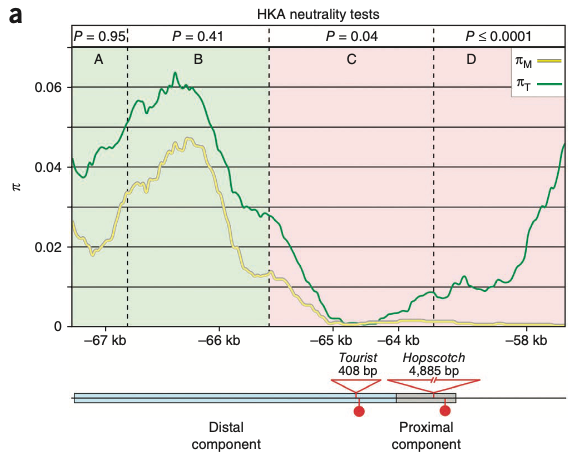 a
HKA neutrality tests
P = 0.95 P = 0.41 P = 0.04 P ≤ 0.0001
A B C D
πM
πT
0.06
0.04
0.02
0
π
–67 kb –66 kb –65 kb –64 kb –58 kb
Tourist Hopscotch
408 bp 4,885 bp
Distal Proximal
component component